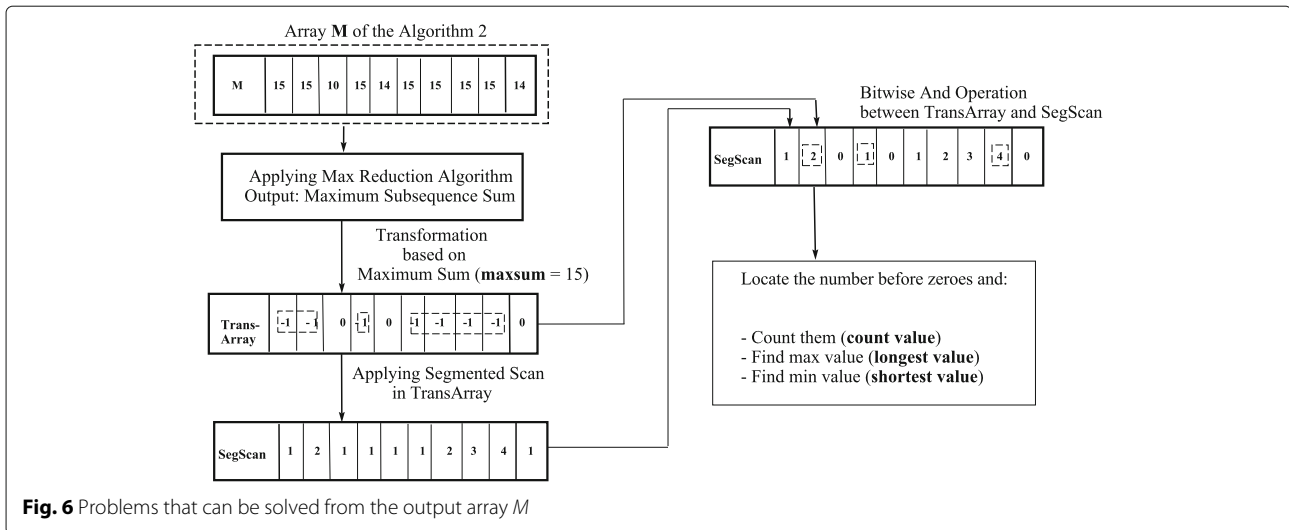 Array M of the Algorithm 2
M 15 15 10 15 14 15 15 15 15 14
Applying Max Reduction Algorithm
Output: Maximum Subsequence Sum
Transformation
based on
Maximum Sum (maxsum = 15)
Trans-
Array
-1 -1 0 -1 0 -1 -1 -1 -1 0
Applying Segmented Scan
in TransArray
SegScan 1 2 1 1 1 1 2 3 4 1
Bitwise And Operation
between TransArray and SegScan
SegScan 1 2 0 1 0 1 2 3 4 0
Locate the number before zeroes and:
- Count them (count value)
- Find max value (longest value)
- Find min value (shortest value)
Fig. 6 Problems that can be solved from the output array M